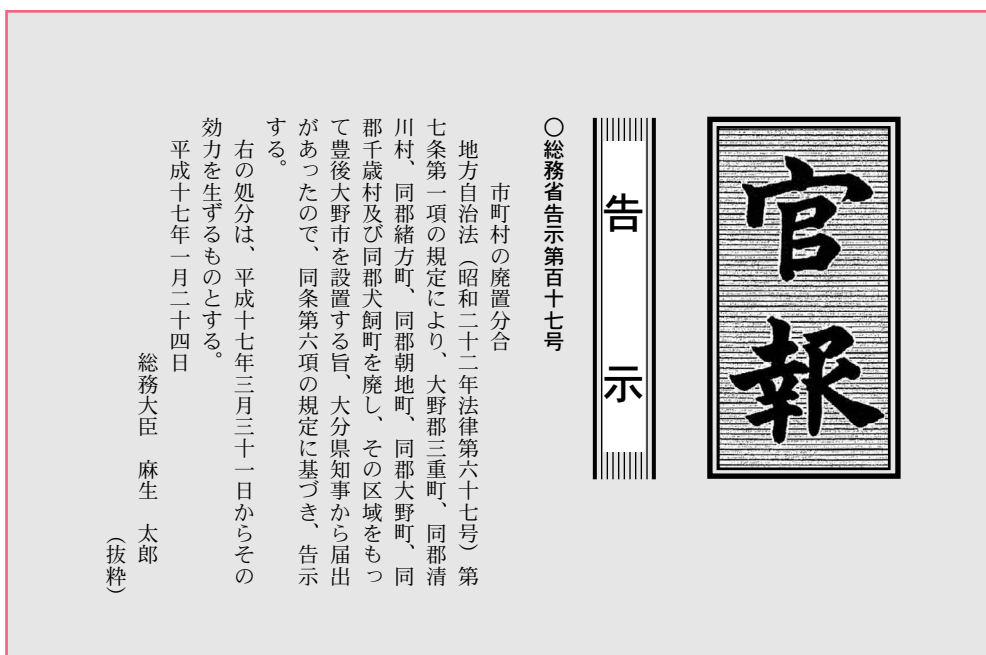 官報
告示
〇総務省告示第百十七号
市町村の廃置分合
地方自治法（昭和二十二年法律第六十七号）第
七条第一項の規定により、大野郡三重町、同郡清
川村、同郡緒方町、同郡朝地町、同郡大野町、同
郡千歳村及び同郡犬飼町を廃し、その区域をもっ
て豊後大野市を設置する旨、大分県知事から届出
があったので、同条第六項の規定に基づき、告示
する。
右の処分は、平成十七年三月三十一日からその
効力を生ずるものとする。
平成十七年一月二十四日
総務大臣　麻生　太郎
（抜粋）